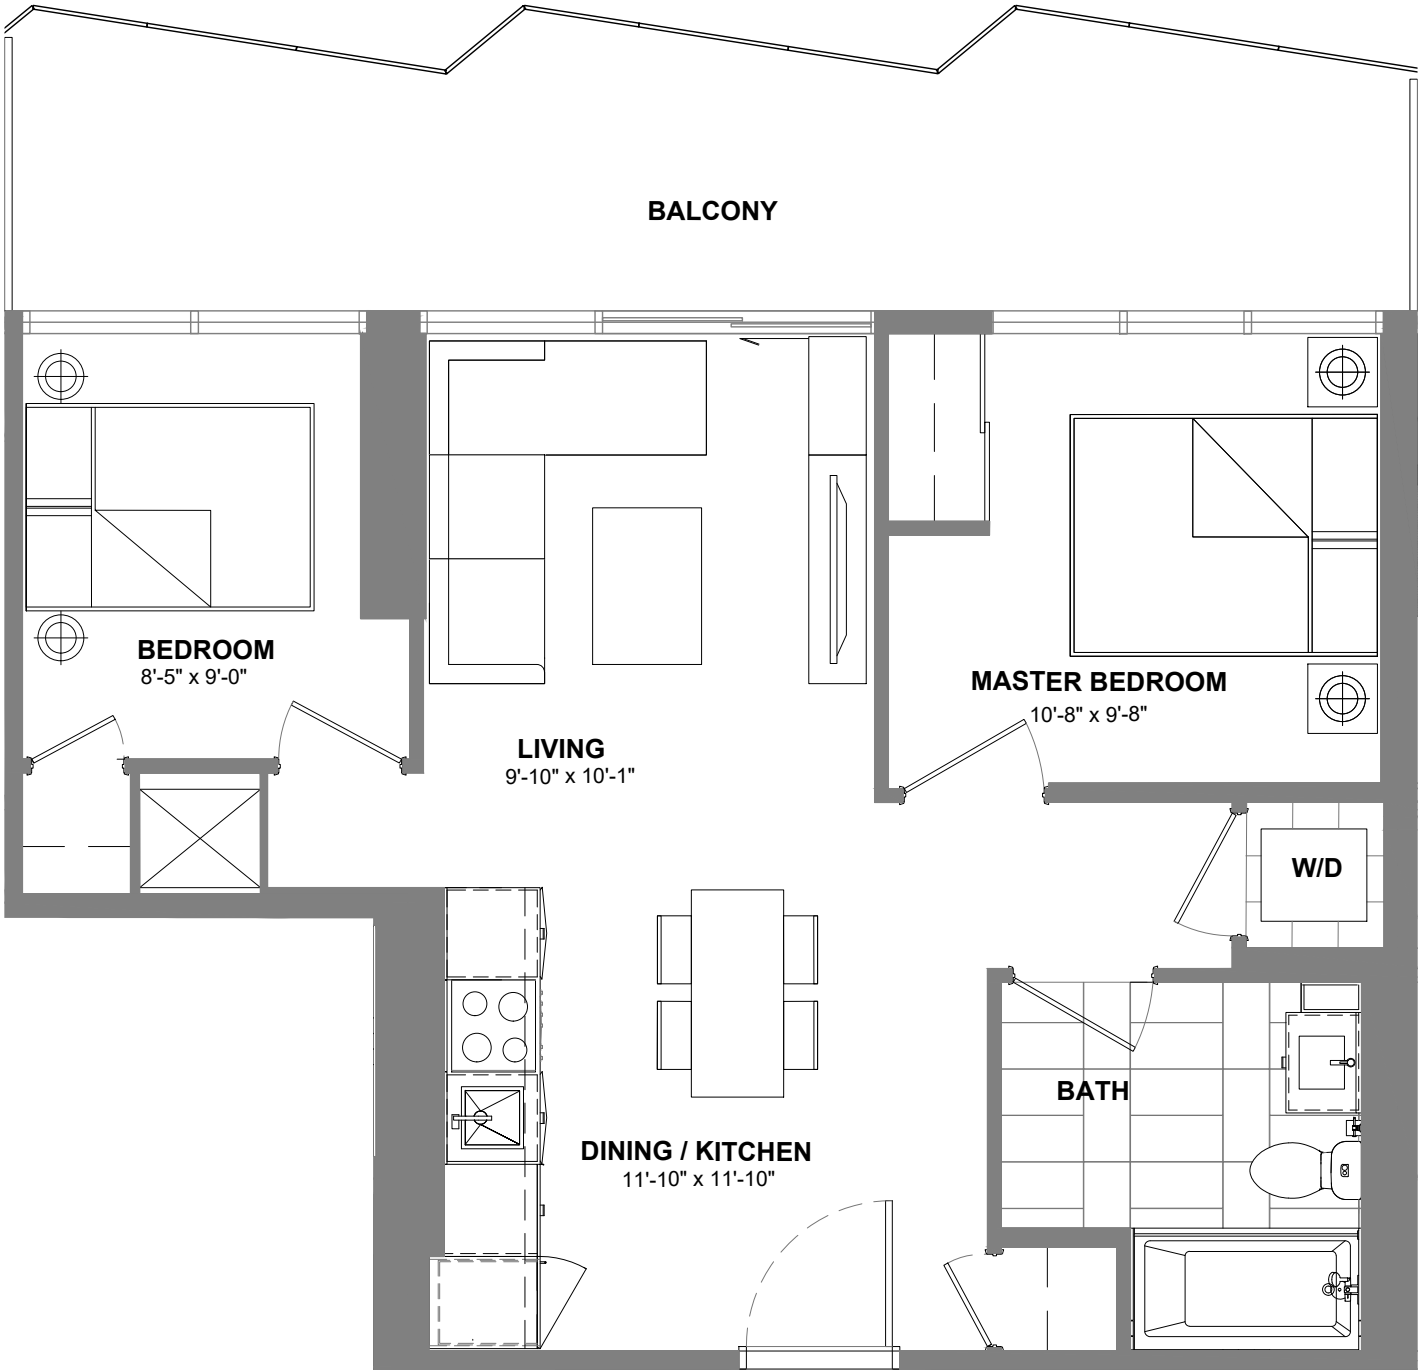 BALCONY
BEDROOM
8'-5" x 9'-0"
MASTER BEDROOM
10'-8" x 9'-8"
LIVING
9'-10" x 10'-1"
W/D
BATH
DINING / KITCHEN
11'-10" x 11'-10"